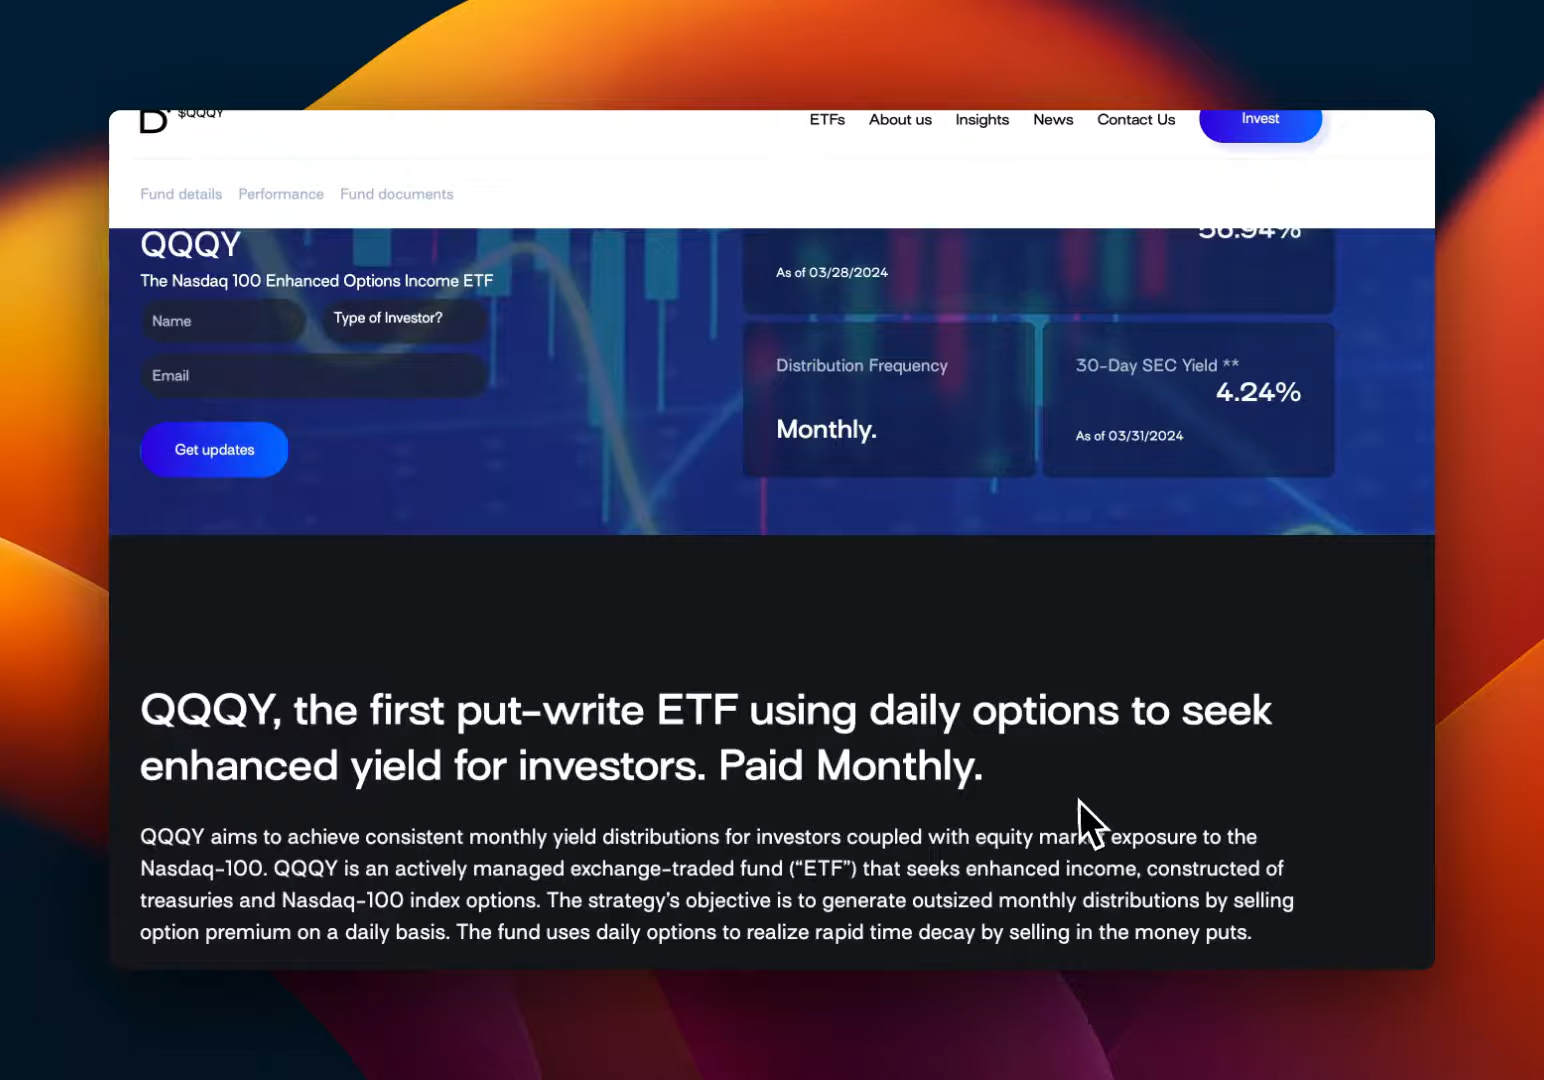 $QQQY
ETFs About us Insights News Contact Us Invest
Fund details Performance Fund documents
QQQY
The Nasdaq 100 Enhanced Options Income ETF
Name Type of Investor?
Email
Get updates
56.94%
As of 03/28/2024
Distribution Frequency
Monthly.
30-Day SEC Yield **
4.24%
As of 03/31/2024
QQQY, the first put-write ETF using daily options to seek
enhanced yield for investors. Paid Monthly.
QQQY aims to achieve consistent monthly yield distributions for investors coupled with equity market exposure to the
Nasdaq-100. QQQY is an actively managed exchange-traded fund (“ETF”) that seeks enhanced income, constructed of
treasuries and Nasdaq-100 index options. The strategy’s objective is to generate outsized monthly distributions by selling
option premium on a daily basis. The fund uses daily options to realize rapid time decay by selling in the money puts.